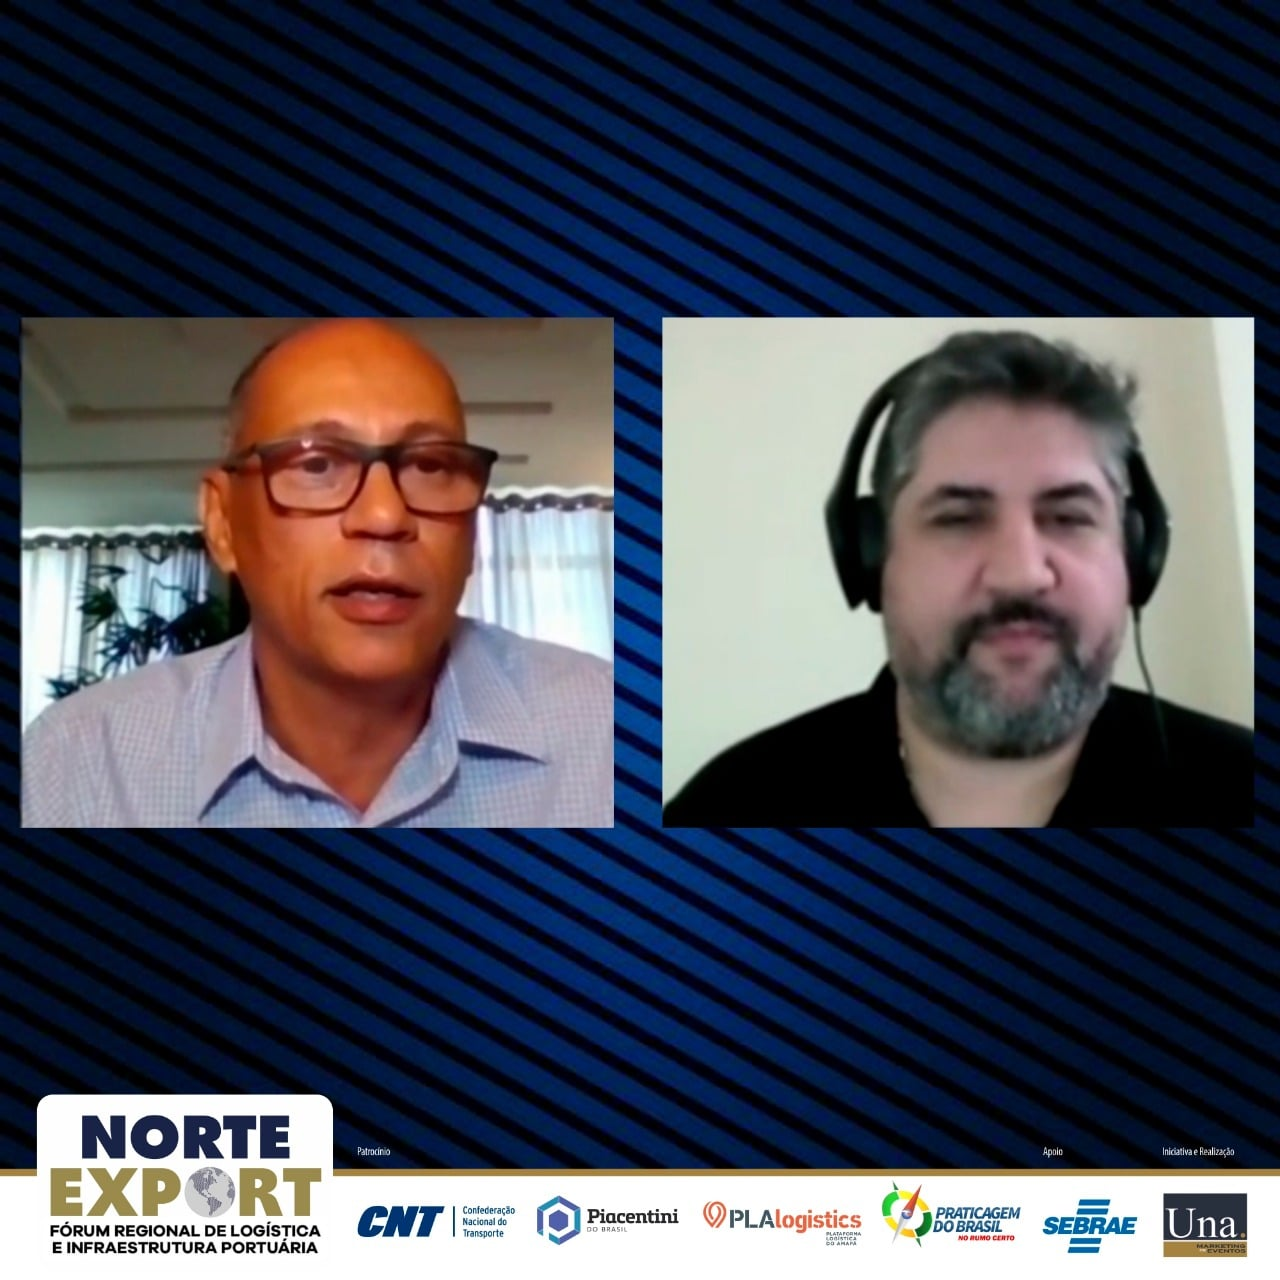 NORTE
EXPORT
FÓRUM REGIONAL DE LOGÍSTICA
E INFRAESTRUTURA PORTUÁRIA
Patrocínio
CNT
Confederação
Nacional do
Transporte
Piacentini
DO BRASIL
PLAlogistics
PLATAFORMA
LOGÍSTICA
DO AMAPÁ
PRATICAGEM
DO BRASIL
NO RUMO CERTO
Apoio
SEBRAE
Iniciativa e Realização
Una.
MARKETING
EVENTOS